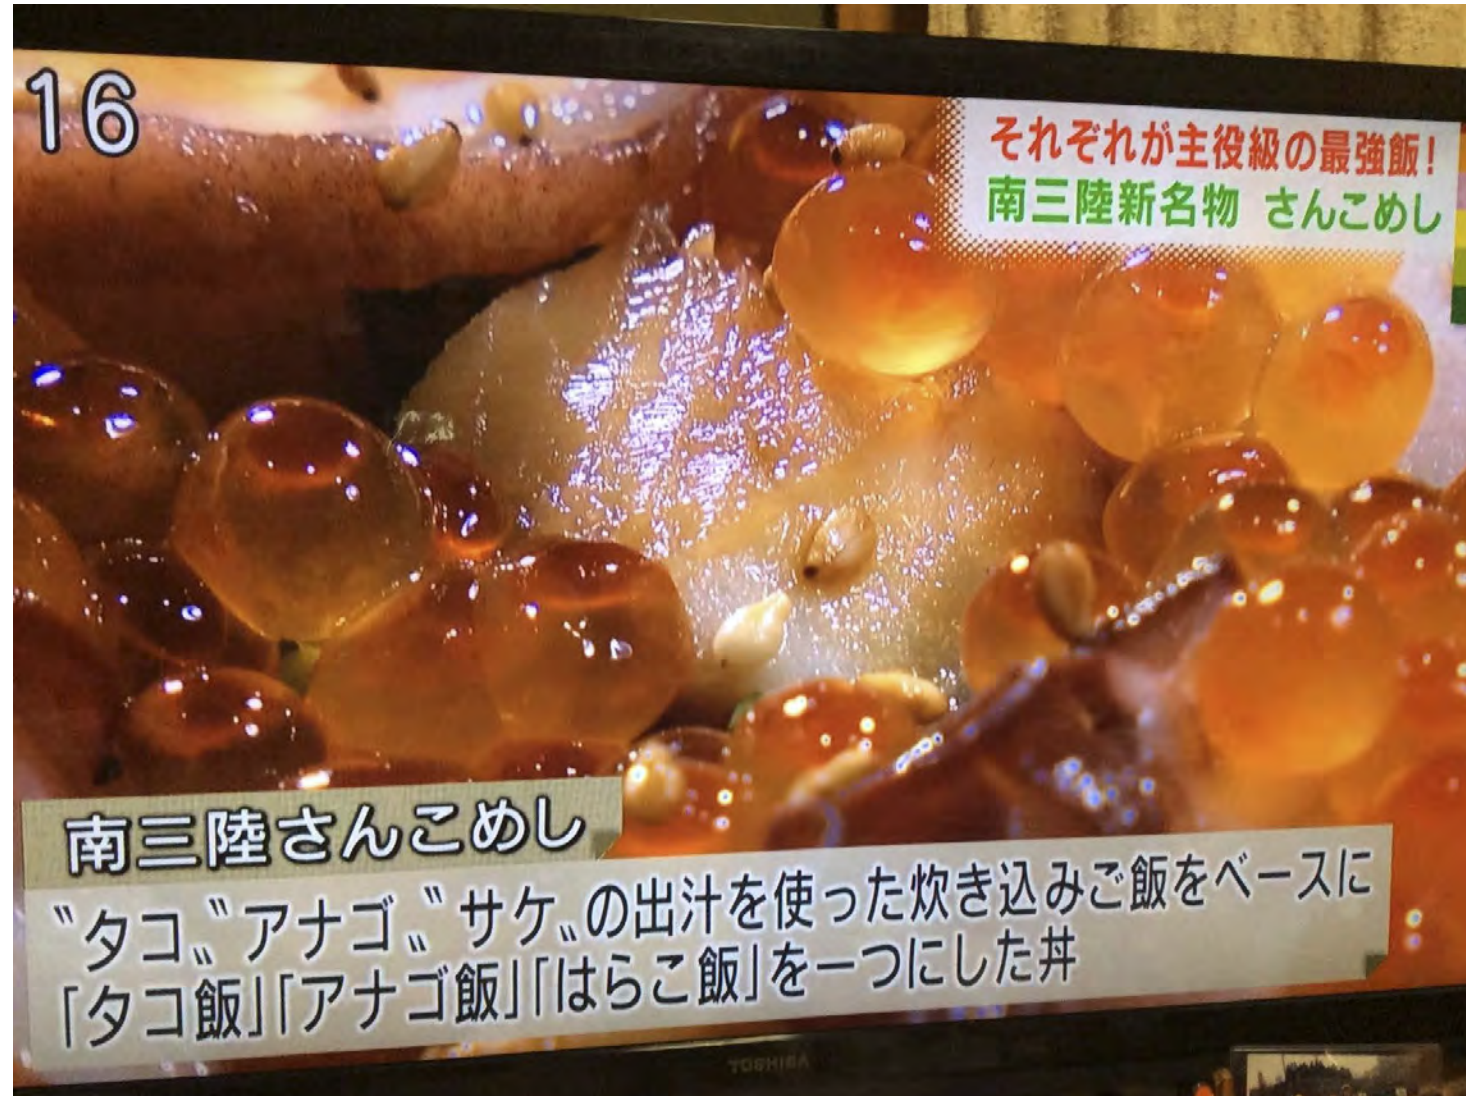 16
それぞれが主役級の最強飯!
南三陸新名物 さんこめし
南三陸さんこめし
〝タコ〟〝アナゴ〟〝サケ〟の出汁を使った炊き込みご飯をベースに
「タコ飯」「アナゴ飯」「はらこ飯」を一つにした丼
TOSHIBA